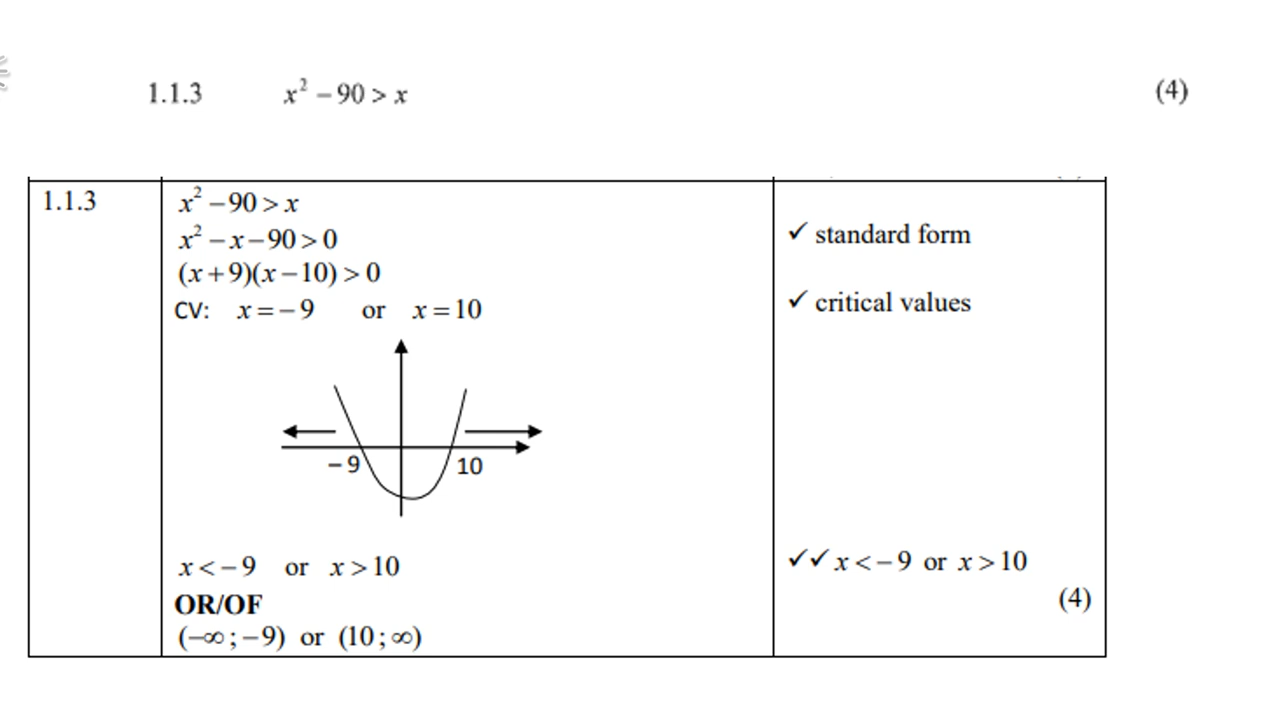 1.1.3 x² − 90 > x (4)
1.1.3 x² − 90 > x
x² − x − 90 > 0 ✓ standard form
(x + 9)(x − 10) > 0
CV: x = − 9 or x = 10 ✓ critical values
− 9 10
x < − 9 or x > 10 ✓✓ x < − 9 or x > 10
(4)
OR/OF
(−∞ ; − 9) or (10 ; ∞)